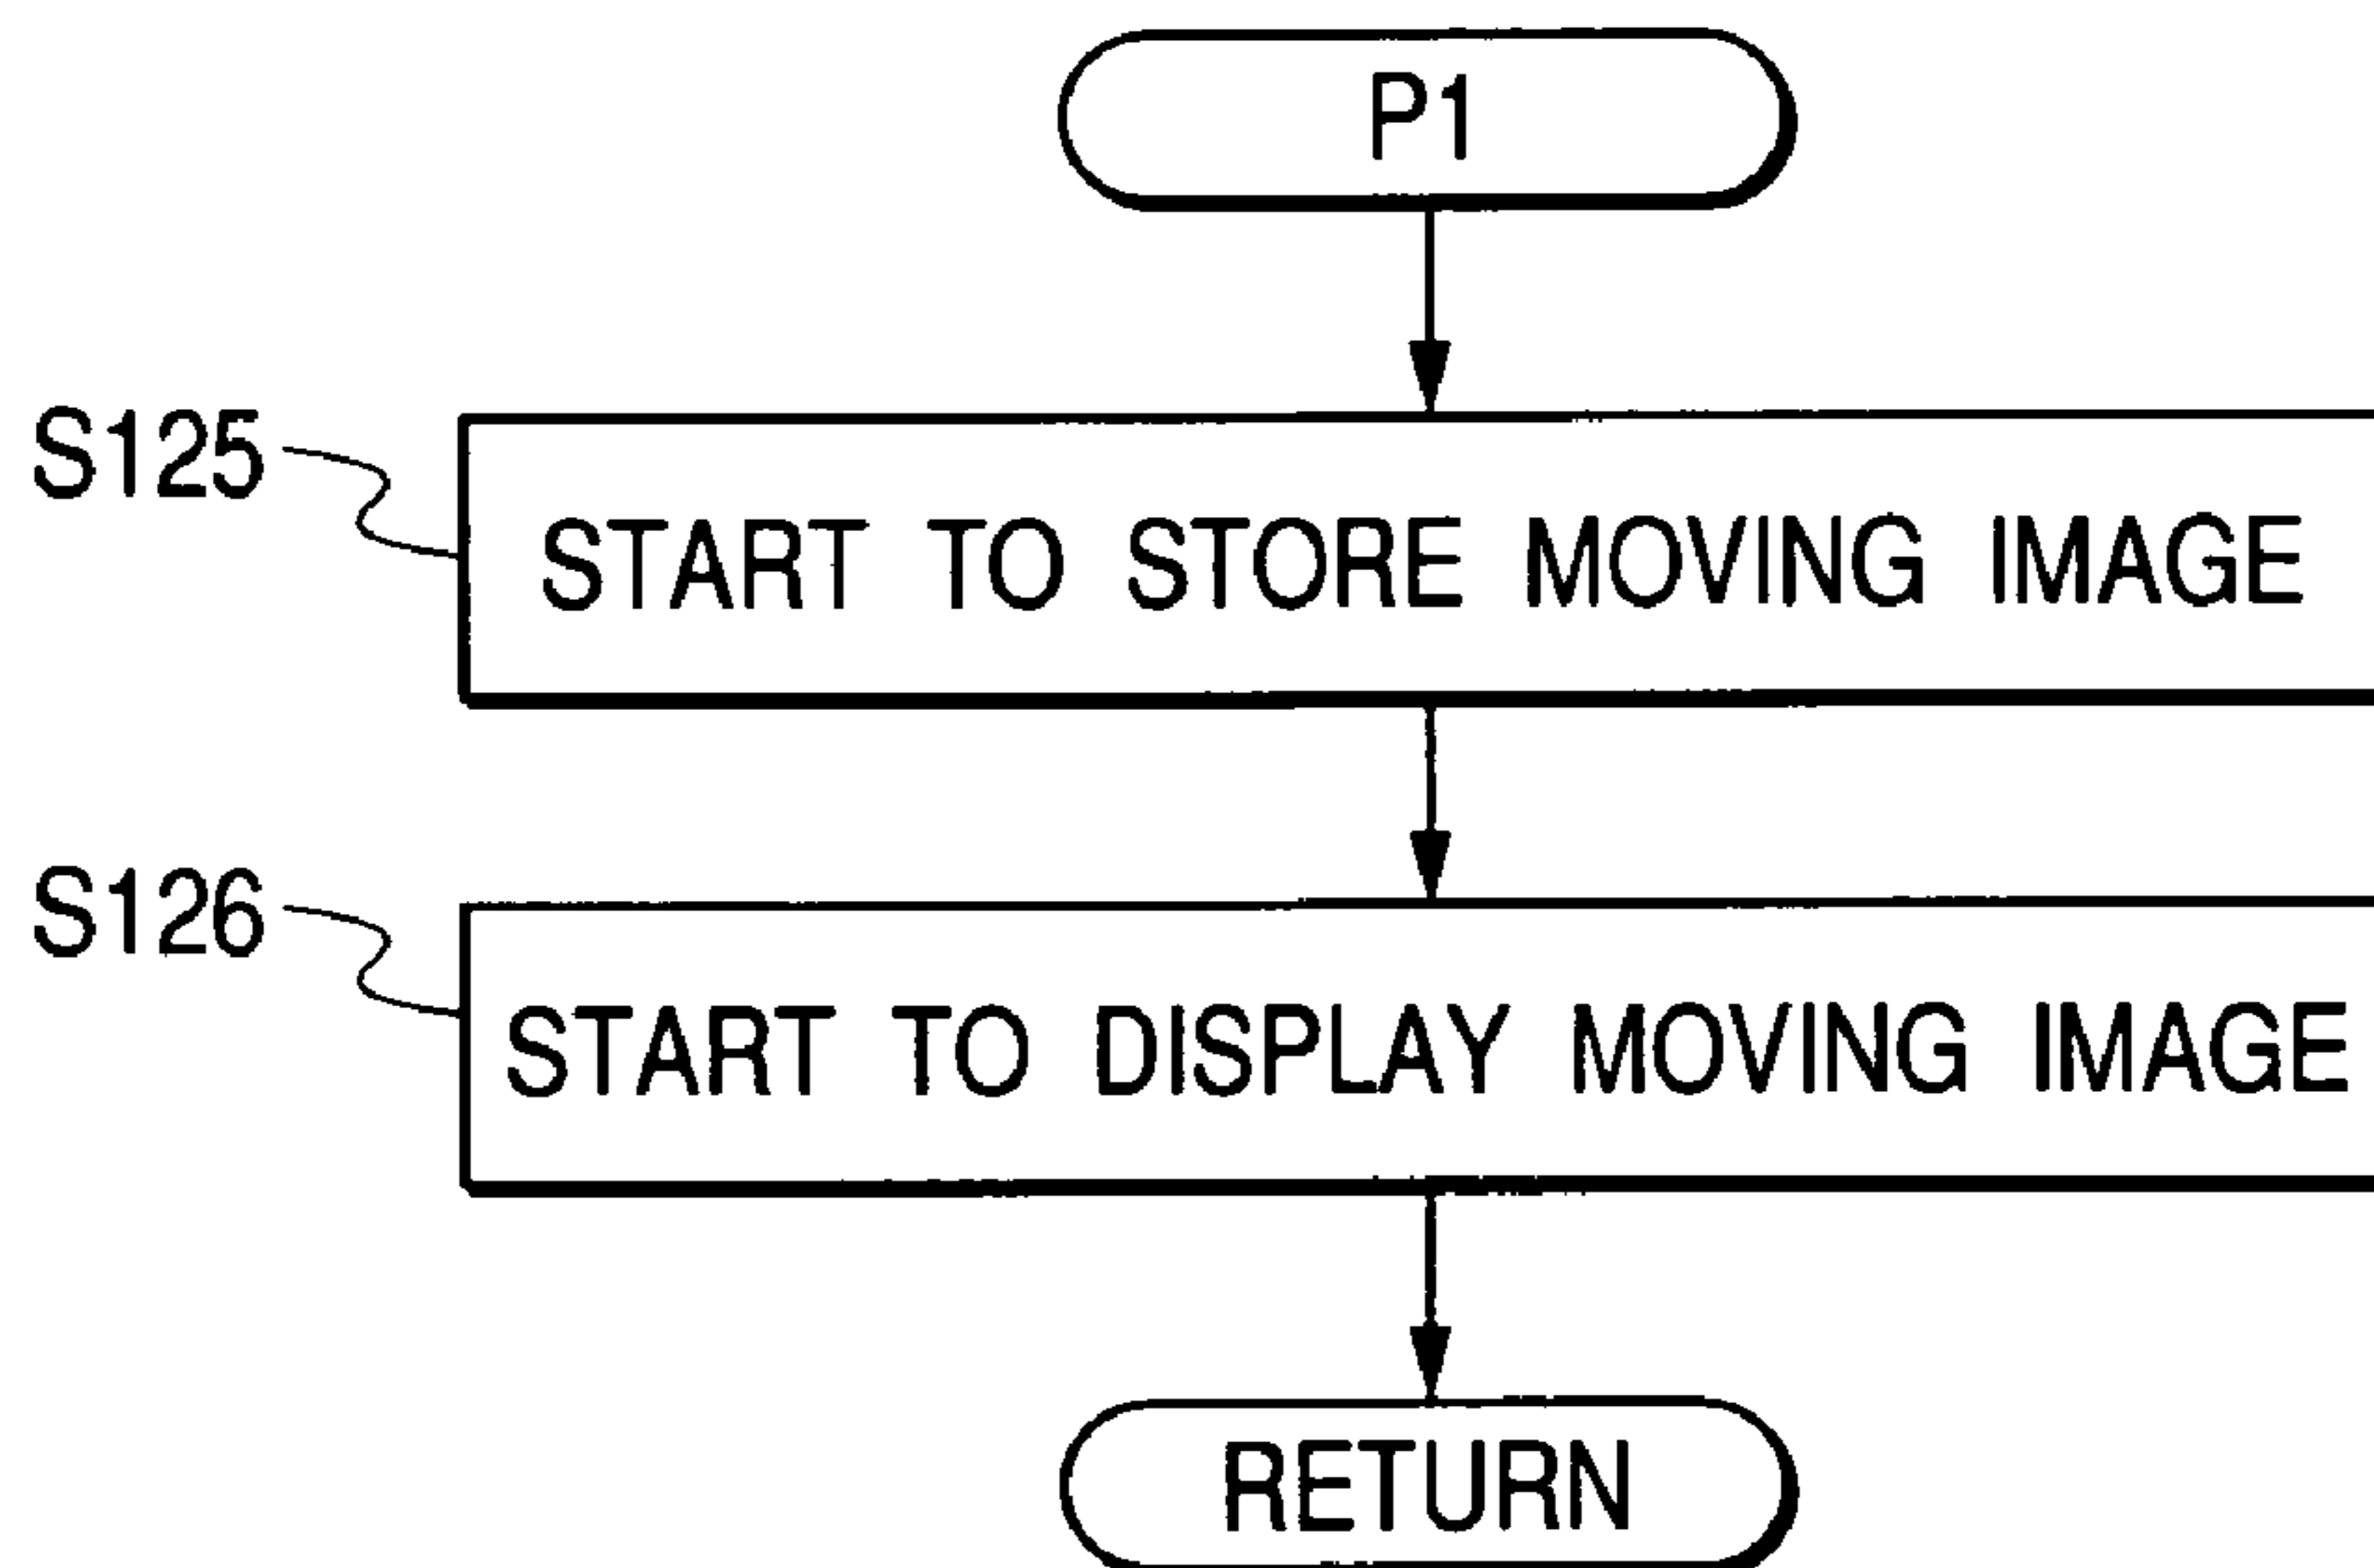 P1
S125
START TO STORE MOVING IMAGE
S126
START TO DISPLAY MOVING IMAGE
RETURN